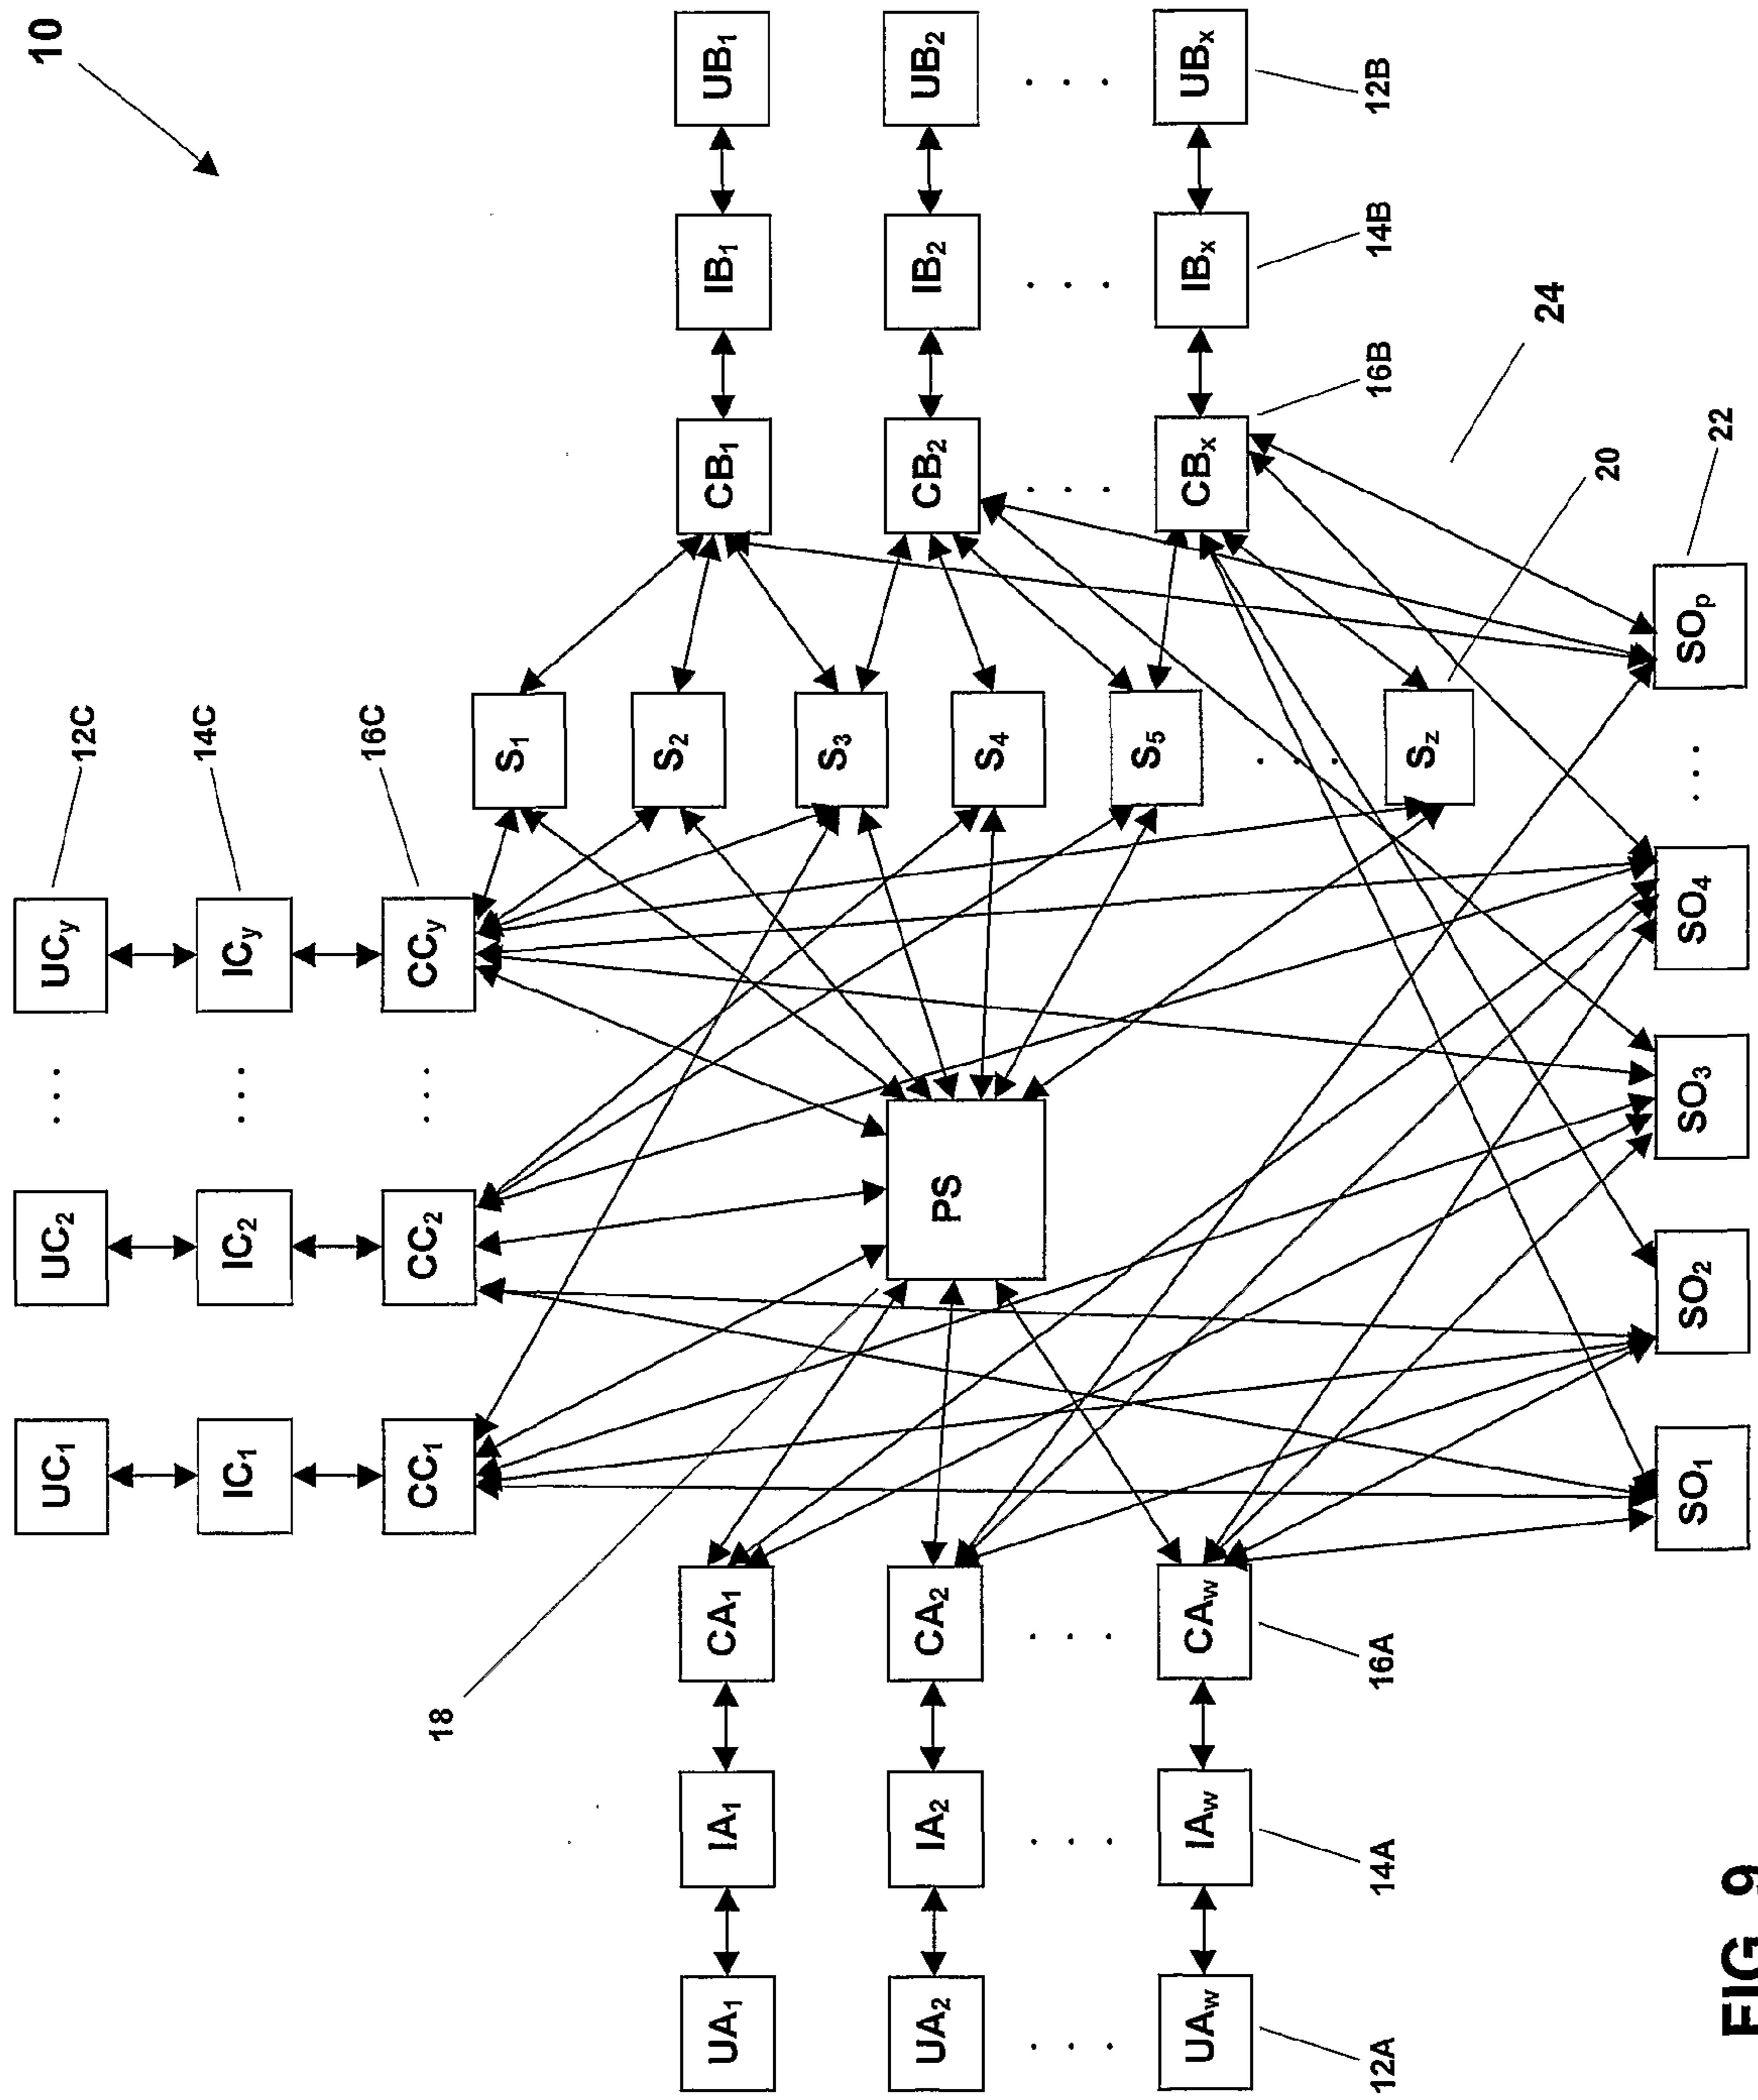 10
12C
14C
16C
UC1
UC2
. . .
UCy
IC1
IC2
. . .
ICy
CC1
CC2
. . .
CCy
18
UA1
IA1
CA1
PS
S1
S2
S3
S4
S5
. . .
Sz
CB1
IB1
UB1
UA2
IA2
CA2
CB2
IB2
UB2
. . .
. . .
. . .
. . .
. . .
. . .
UAw
IAw
CAw
CBx
IBx
UBx
12A
14A
16A
20
16B
14B
12B
24
22
SO1
SO2
SO3
SO4
. . .
SOp
FIG. 9